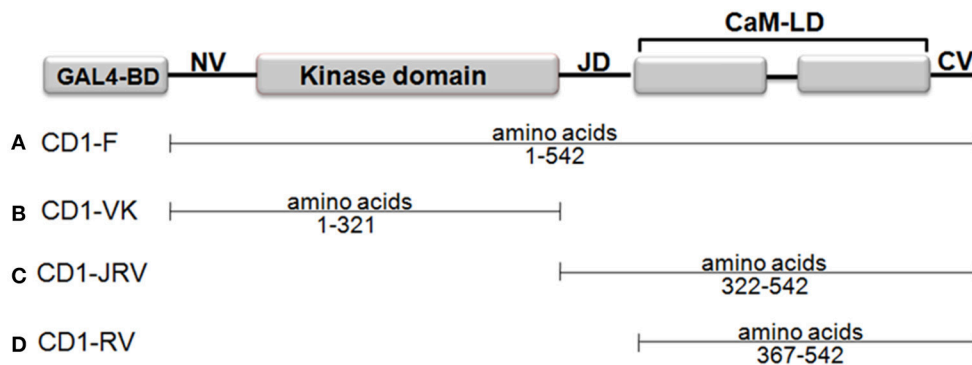 CaM-LD
GAL4-BD NV Kinase domain JD CV
A CD1-F amino acids
1-542
B CD1-VK amino acids
1-321
C CD1-JRV amino acids
322-542
D CD1-RV amino acids
367-542